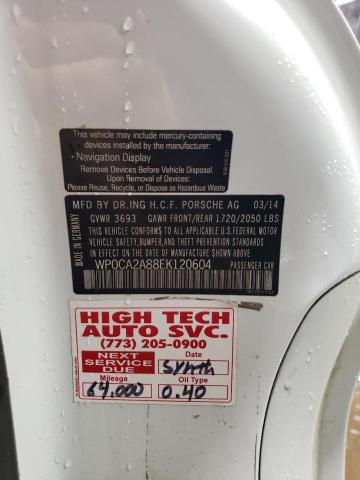 This vehicle may include mercury-containing
devices installed by the manufacturer:
- Navigation Display
Remove Devices Before Vehicle Disposal
Please Reuse, Recycle, or Dispose as Hazardous Waste
MADE IN GERMANY
MFD BY DR.ING H.C.F. PORSCHE AG 03/14
GVWR 3693 GAWR FRONT/REAR 1720/2050 LBS
THIS VEHICLE CONFORMS TO ALL APPLICABLE U.S. FEDERAL MOTOR
VEHICLE SAFETY,BUMPER,AND THEFT PREVENTION STANDARDS
IN EFFECT ON THE DATE OF MANUFACTURE SHOWN ABOVE.
WP0CA2A88EK120604 PASSENGER CAR
HIGH TECH
AUTO SVC.
(773) 205-0900
NEXT SERVICE DUE
Date
Synth
Mileage
Oil Type
64,000
0.40